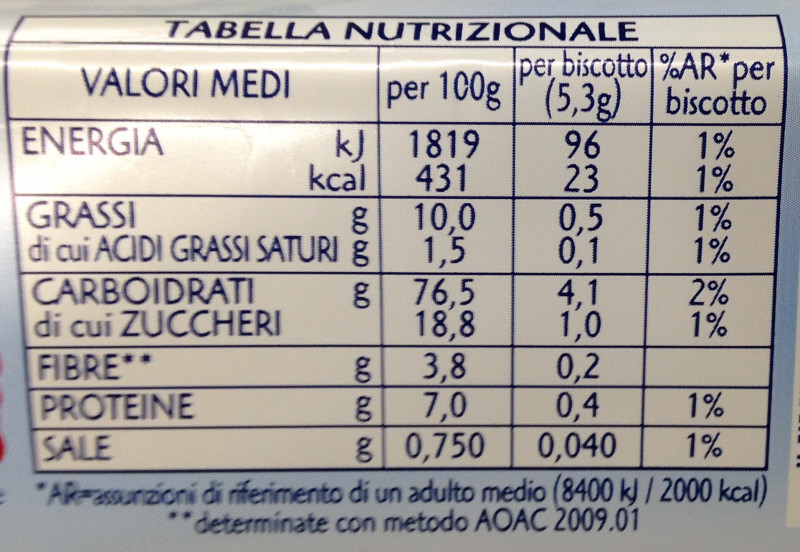 TABELLA NUTRIZIONALE
VALORI MEDI per 100g per biscotto (5,3g) %AR* per biscotto
ENERGIA kJ 1819 96 1%
kcal 431 23 1%
GRASSI g 10,0 0,5 1%
di cui ACIDI GRASSI SATURI g 1,5 0,1 1%
CARBOIDRATI g 76,5 4,1 2%
di cui ZUCCHERI 18,8 1,0 1%
FIBRE** g 3,8 0,2
PROTEINE g 7,0 0,4 1%
SALE g 0,750 0,040 1%
*AR=assunzioni di riferimento di un adulto medio (8400 kJ / 2000 kcal)
**determinate con metodo AOAC 2009.01